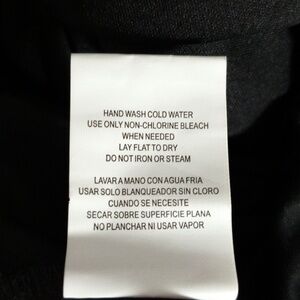 HAND WASH COLD WATER
USE ONLY NON-CHLORINE BLEACH
WHEN NEEDED
LAY FLAT TO DRY
DO NOT IRON OR STEAM
LAVAR A MANO CON AGUA FRIA
USAR SOLO BLANQUEADOR SIN CLORO
CUANDO SE NECESITE
SECAR SOBRE SUPERFICIE PLANA
NO PLANCHAR NI USAR VAPOR